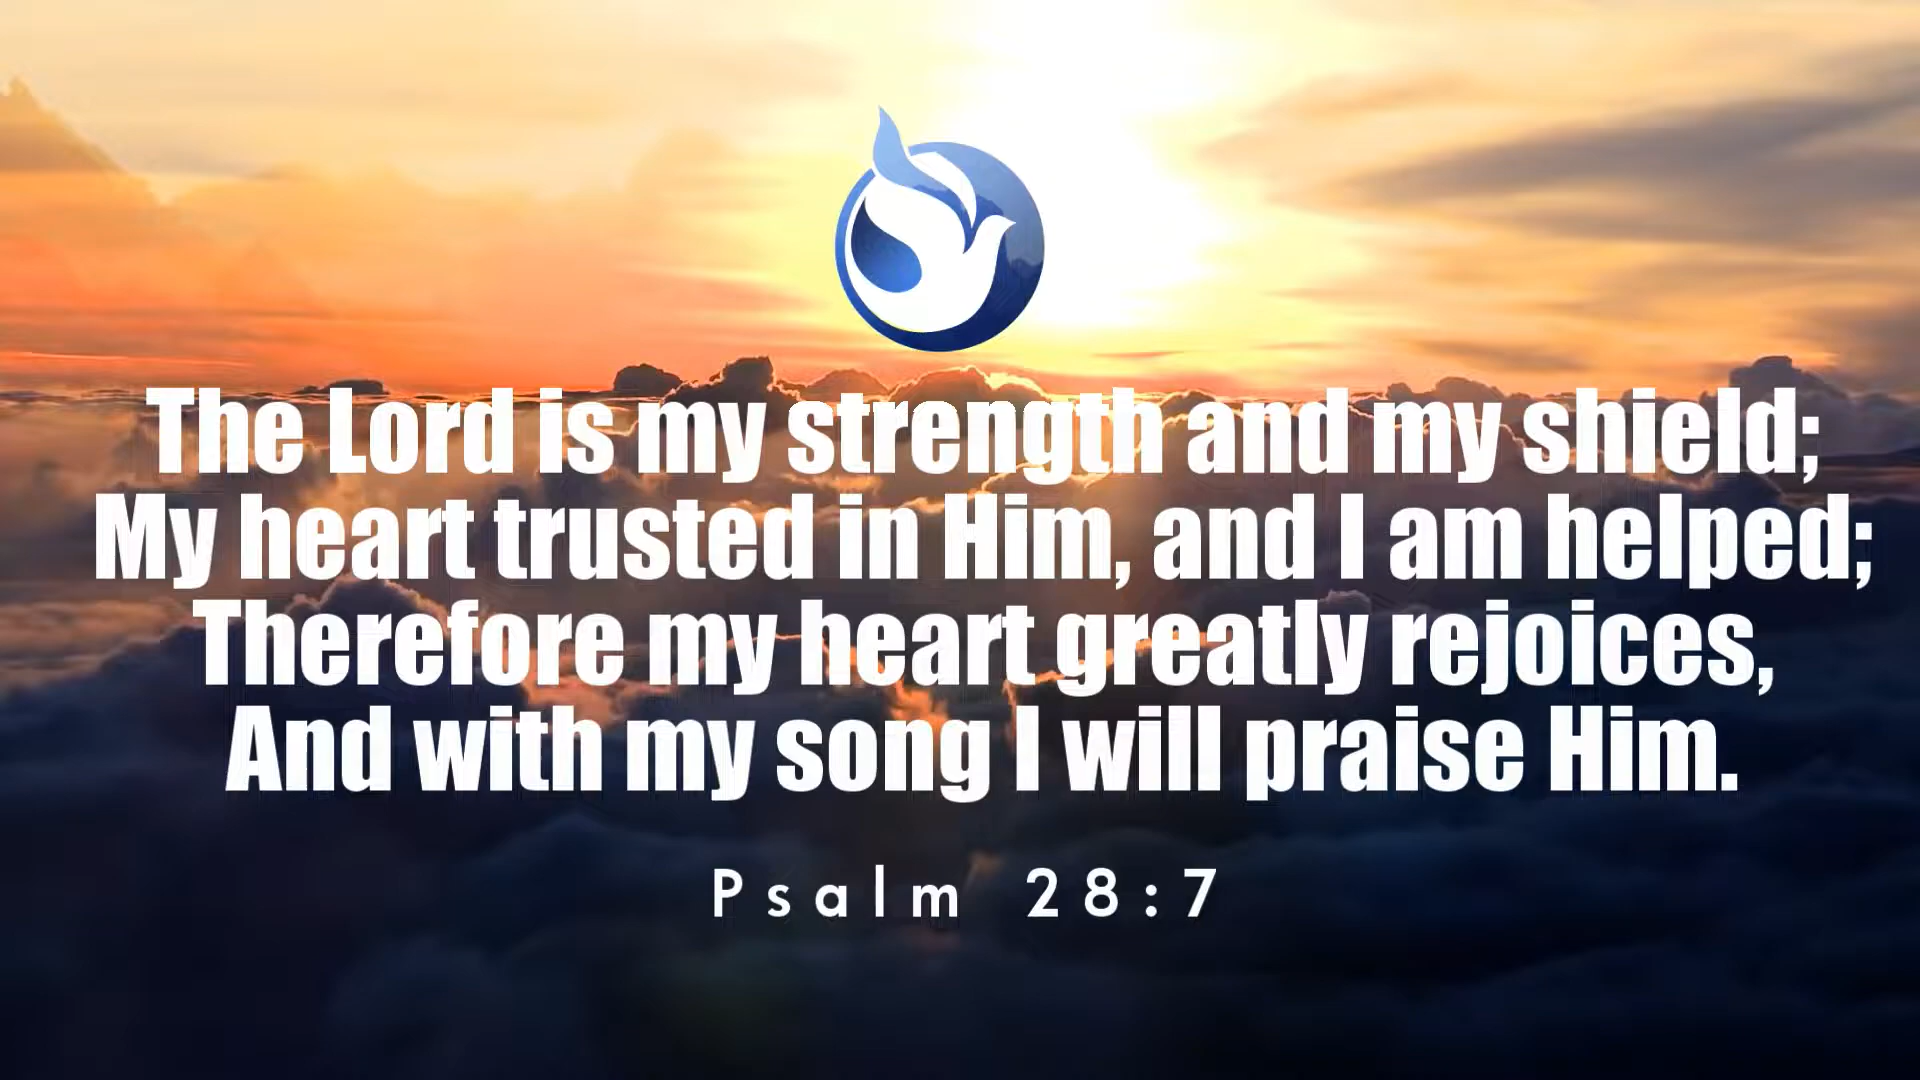 The Lord is my strength and my shield;
My heart trusted in Him, and I am helped;
Therefore my heart greatly rejoices,
And with my song I will praise Him.
Psalm 28:7